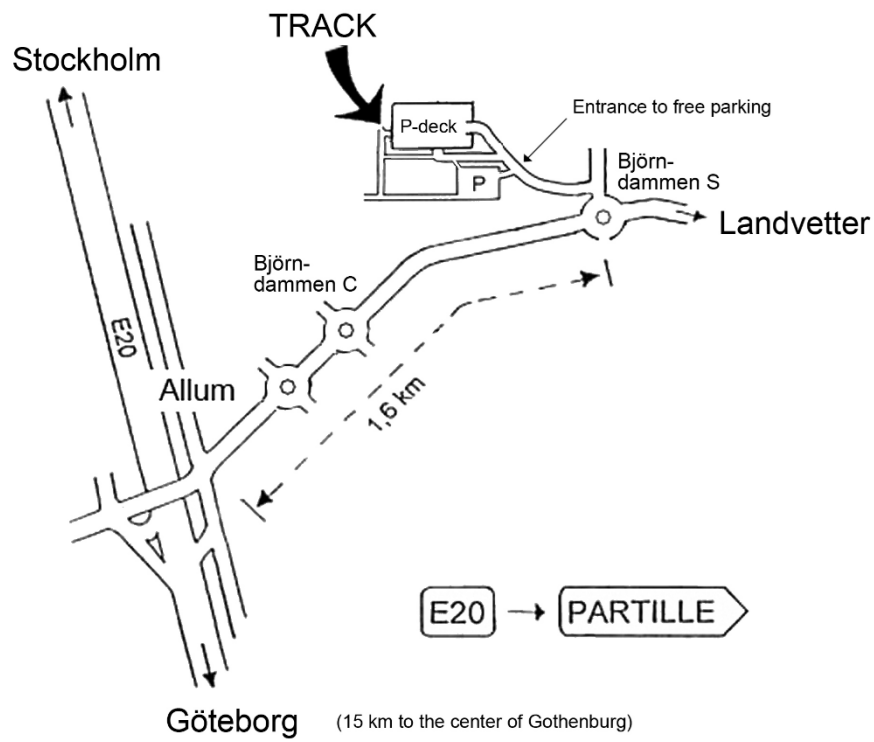 TRACK
Stockholm
Entrance to free parking
P-deck
Björn-
dammen S
P
Landvetter
Björn-
dammen C
E20
Allum
1,6 km
E20
PARTILLE
Göteborg
(15 km to the center of Gothenburg)